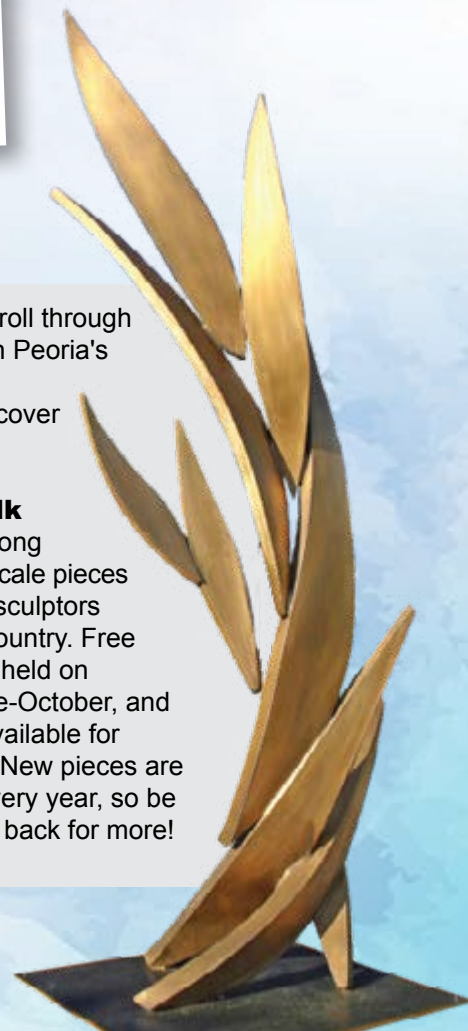 roll through
n Peoria's
cover
lk
ong
cale pieces
sculptors
ountry. Free
held on
e-October, and
vailable for
New pieces are
very year, so be
back for more!